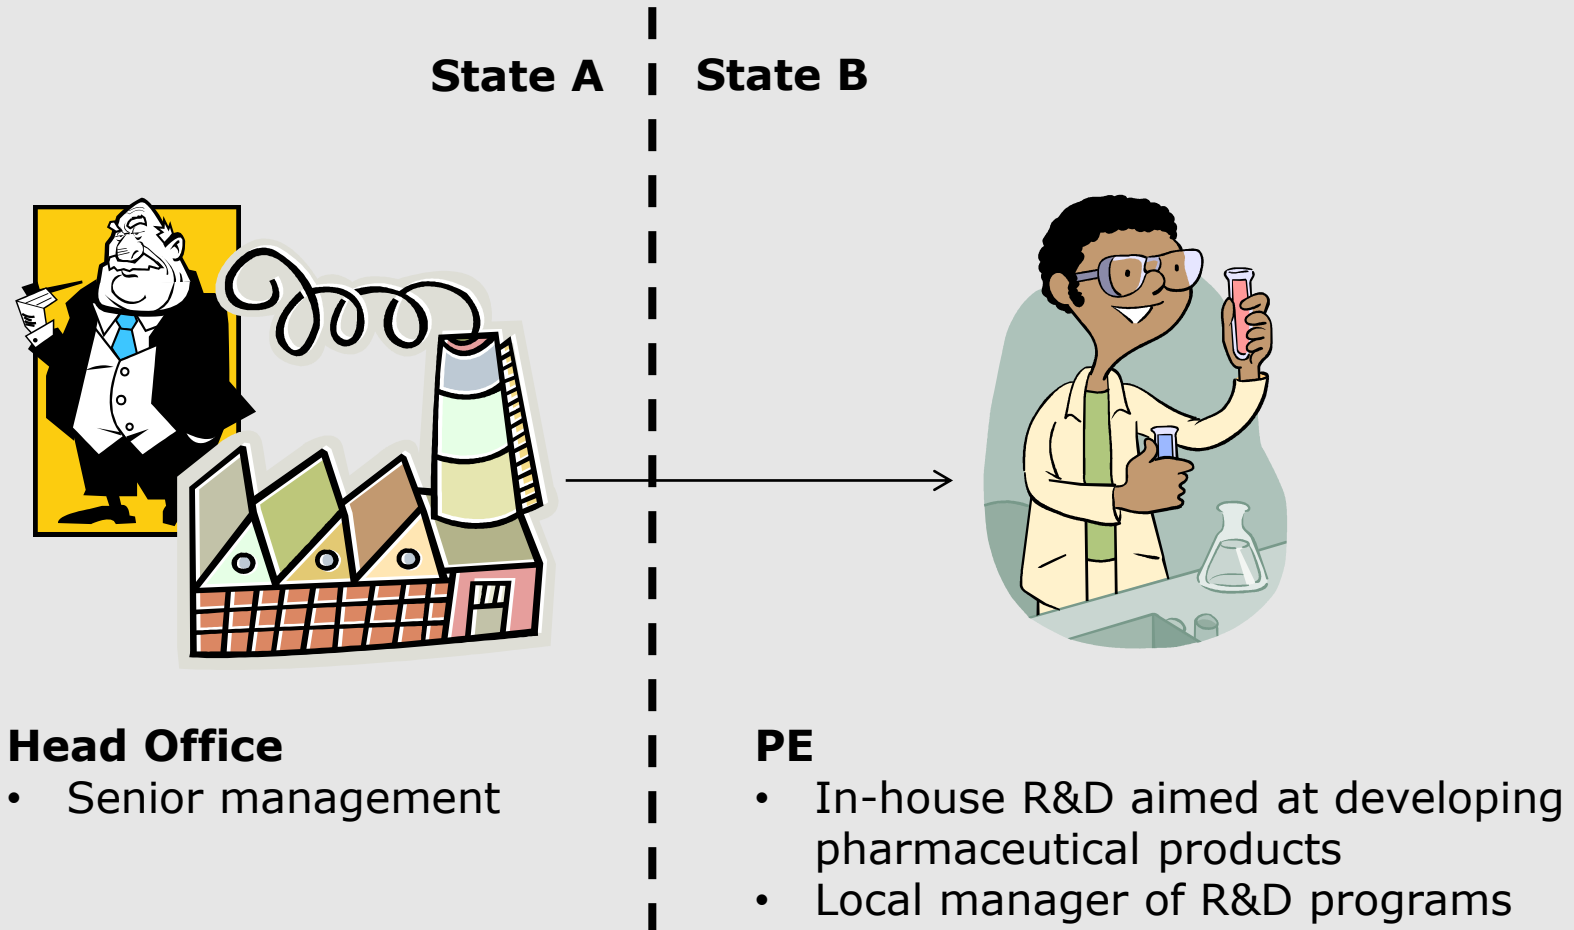 State A
State B
Head Office
• Senior management
PE
• In-house R&D aimed at developing
pharmaceutical products
• Local manager of R&D programs